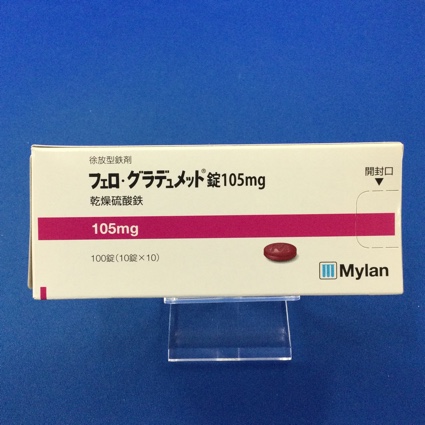 徐放型鉄剤
フェロ・グラデュメット®錠105mg
乾燥硫酸鉄
開封口
▼
105mg
100錠(10錠×10)
Mylan